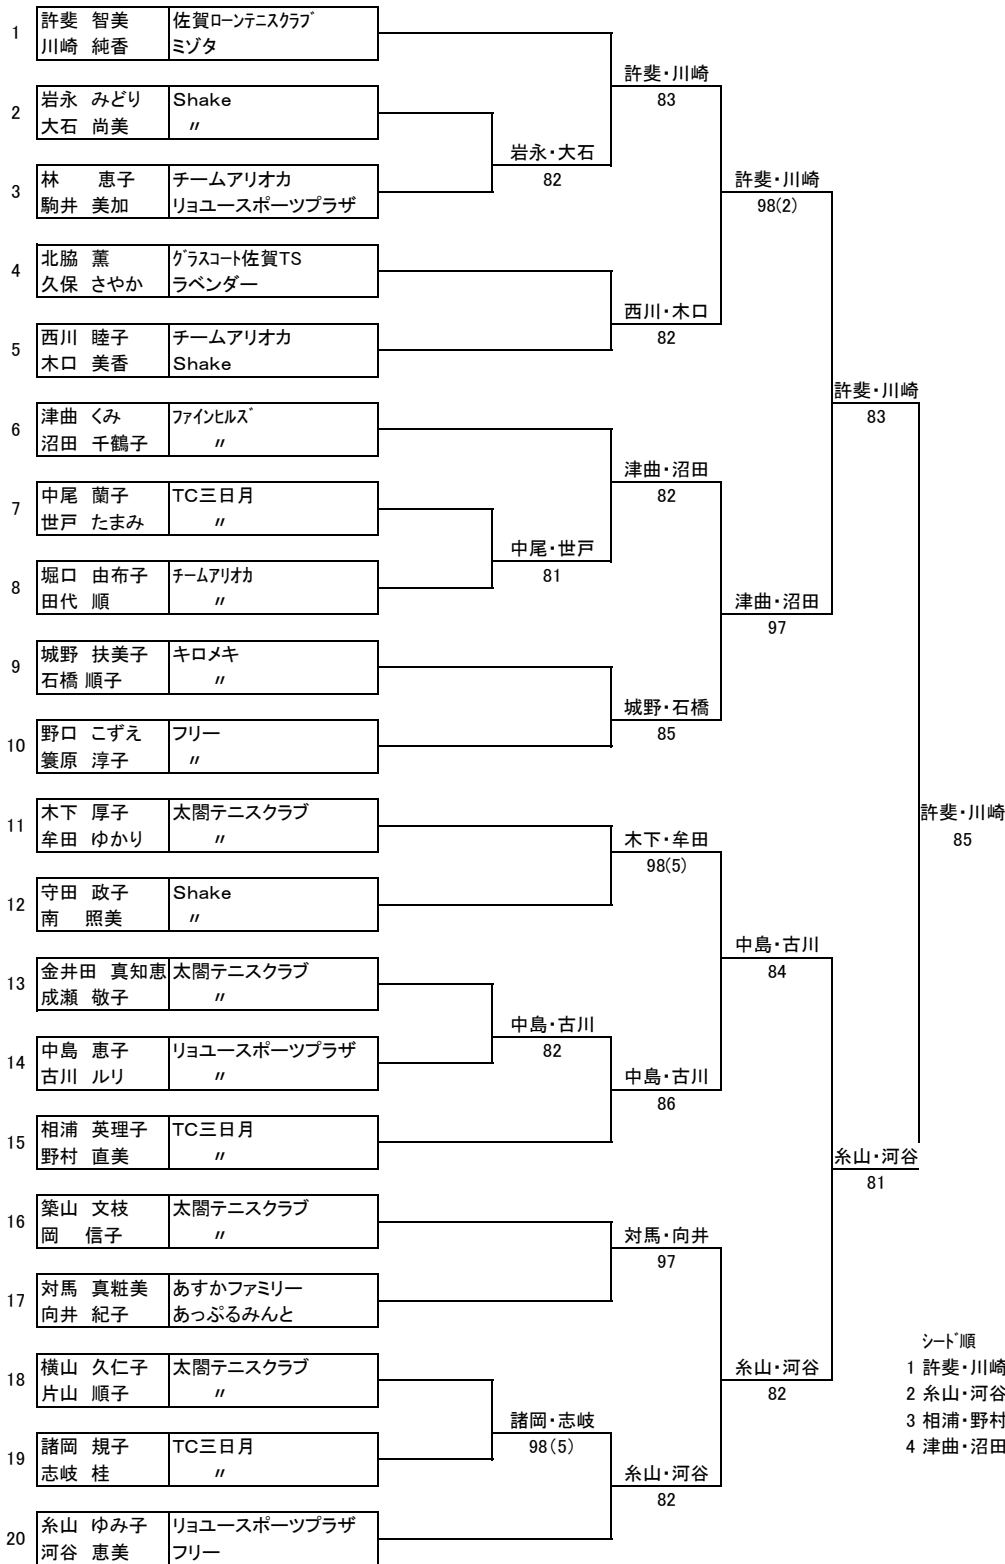 1
許斐 智美 佐賀ローンテニスクラブ
川崎 純香 ミゾタ
許斐・川崎
83
2
岩永 みどり Shake
大石 尚美 〃
岩永・大石
82
3
林 恵子 チームアリオカ
駒井 美加 リョユースポーツプラザ
許斐・川崎
98(2)
4
北脇 薫 グラスコート佐賀TS
久保 さやか ラベンダー
西川・木口
82
5
西川 睦子 チームアリオカ
木口 美香 Shake
許斐・川崎
83
6
津曲 くみ ファインヒルズ
沼田 千鶴子 〃
津曲・沼田
82
7
中尾 蘭子 TC三日月
世戸 たまみ 〃
中尾・世戸
81
8
堀口 由布子 チームアリオカ
田代 順 〃
津曲・沼田
97
9
城野 扶美子 キロメキ
石橋 順子 〃
城野・石橋
85
10
野口 こずえ フリー
簑原 淳子 〃
許斐・川崎
85
11
木下 厚子 太閤テニスクラブ
牟田 ゆかり 〃
木下・牟田
98(5)
12
守田 政子 Shake
南 照美 〃
中島・古川
84
13
金井田 真知恵 太閤テニスクラブ
成瀬 敬子 〃
中島・古川
82
14
中島 恵子 リョユースポーツプラザ
古川 ルリ 〃
中島・古川
86
15
相浦 英理子 TC三日月
野村 直美 〃
糸山・河谷
81
16
築山 文枝 太閤テニスクラブ
岡 信子 〃
対馬・向井
97
17
対馬 真粧美 あすかファミリー
向井 紀子 あっぷるみんと
18
横山 久仁子 太閤テニスクラブ
片山 順子 〃
糸山・河谷
82
諸岡・志岐
98(5)
19
諸岡 規子 TC三日月
志岐 桂 〃
糸山・河谷
82
20
糸山 ゆみ子 リョユースポーツプラザ
河谷 恵美 フリー
シード順
1 許斐・川崎
2 糸山・河谷
3 相浦・野村
4 津曲・沼田